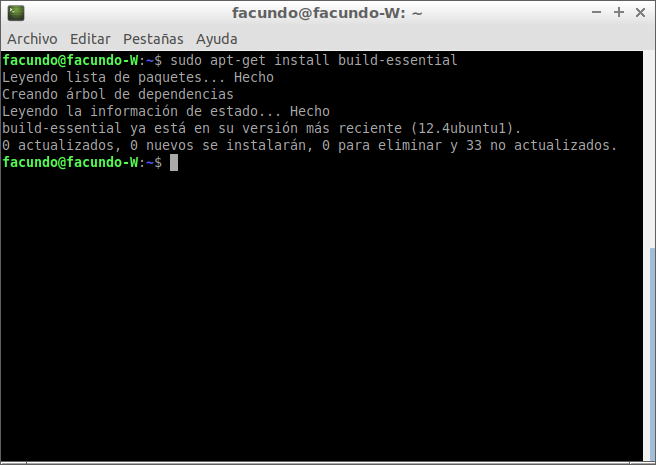 facundo@facundo-W: ~
Archivo Editar Pestañas Ayuda
facundo@facundo-W:~$ sudo apt-get install build-essential
Leyendo lista de paquetes... Hecho
Creando árbol de dependencias
Leyendo la información de estado... Hecho
build-essential ya está en su versión más reciente (12.4ubuntu1).
0 actualizados, 0 nuevos se instalarán, 0 para eliminar y 33 no actualizados.
facundo@facundo-W:~$